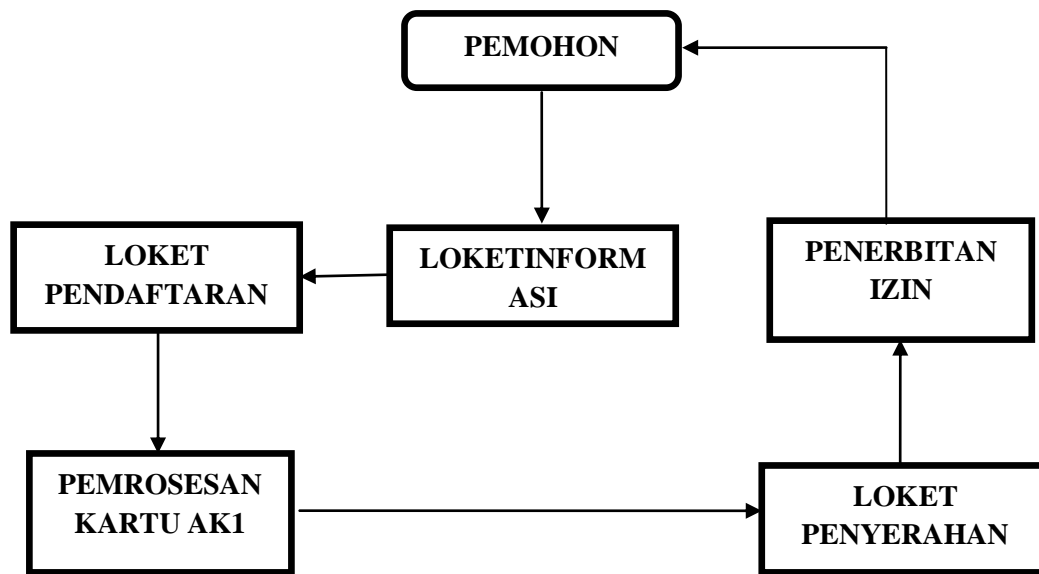 PEMOHON
LOKET
PENDAFTARAN
LOKETINFORM
ASI
PENERBITAN
IZIN
PEMROSESAN
KARTU AK1
LOKET
PENYERAHAN